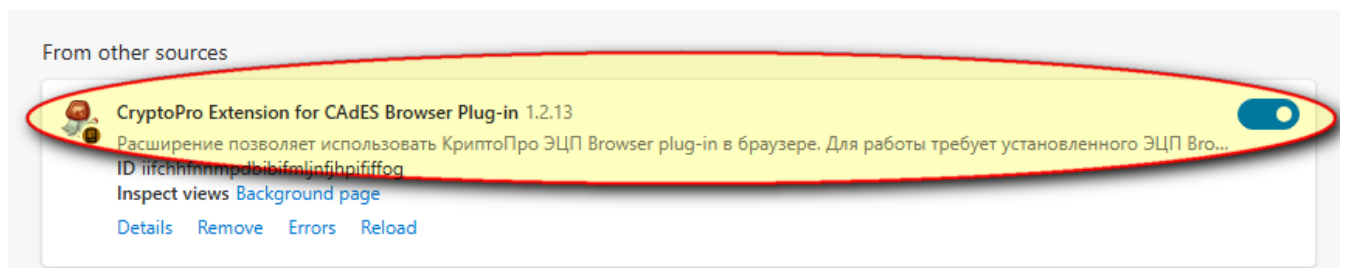 From other sources
CryptoPro Extension for CAdES Browser Plug-in 1.2.13
Расширение позволяет использовать КриптоПро ЭЦП Browser plug-in в браузере. Для работы требует установленного ЭЦП Bro...
ID iifchhfnnmpdbibifmljnfjhpififfog
Inspect views Background page
Details Remove Errors Reload